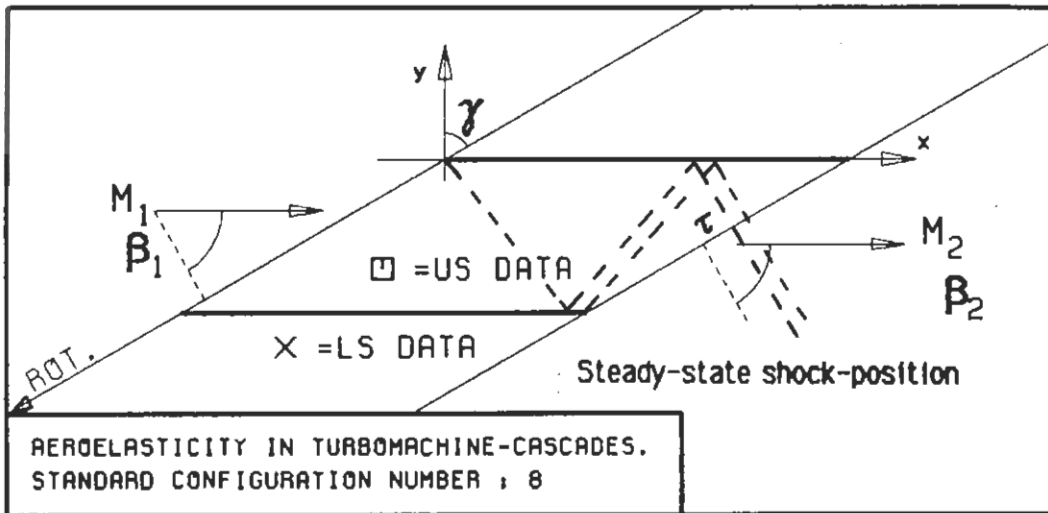 y
γ
x
M₁
β₁
τ
M₂
β₂
=US DATA
X =LS DATA
ROT.
Steady-state shock-position
AEROELASTICITY IN TURBOMACHINE-CASCADES.
STANDARD CONFIGURATION NUMBER : 8